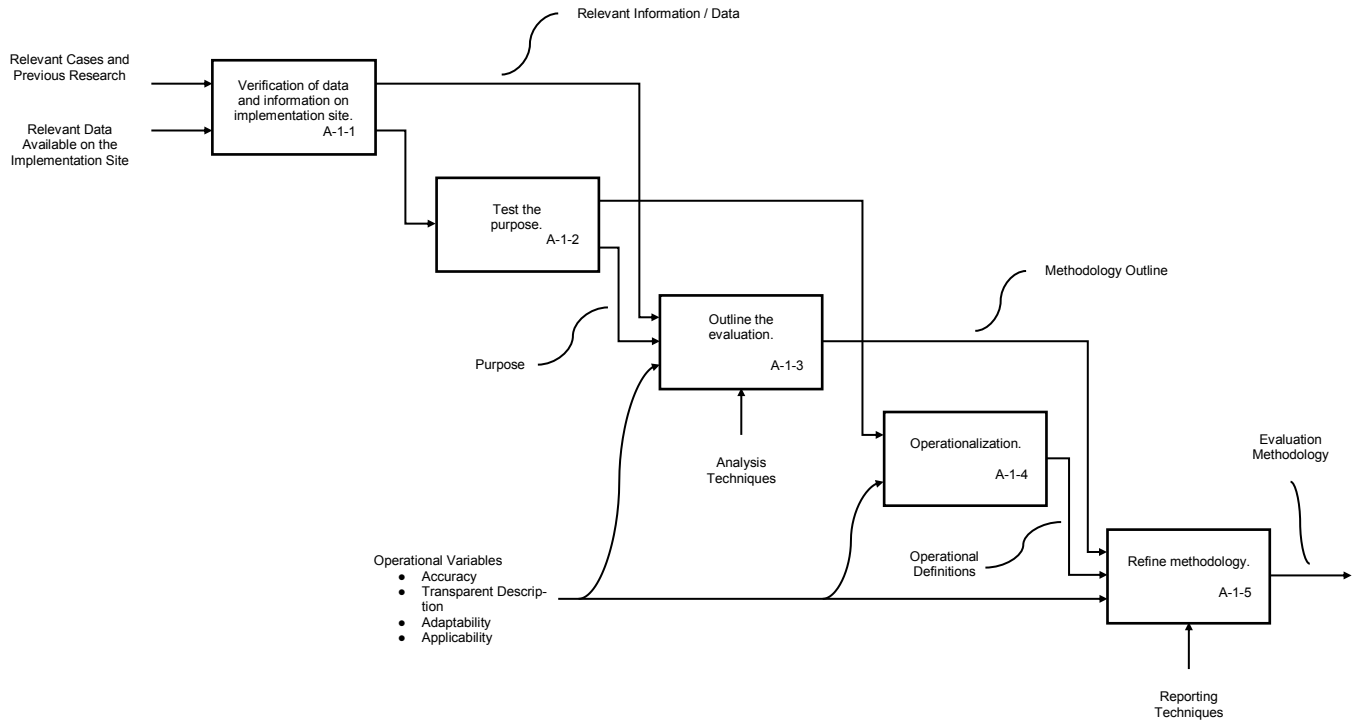 Relevant Information / Data
Relevant Cases and
Previous Research
Verification of data
and information on
implementation site.
A-1-1
Relevant Data
Available on the
Implementation Site
Test the
purpose.
A-1-2
Methodology Outline
Outline the
evaluation.
A-1-3
Purpose
Analysis
Techniques
Operationalization.
A-1-4
Evaluation
Methodology
Operational Variables
● Accuracy
● Transparent Descrip-
tion
● Adaptability
● Applicability
Operational
Definitions
Refine methodology.
A-1-5
Reporting
Techniques